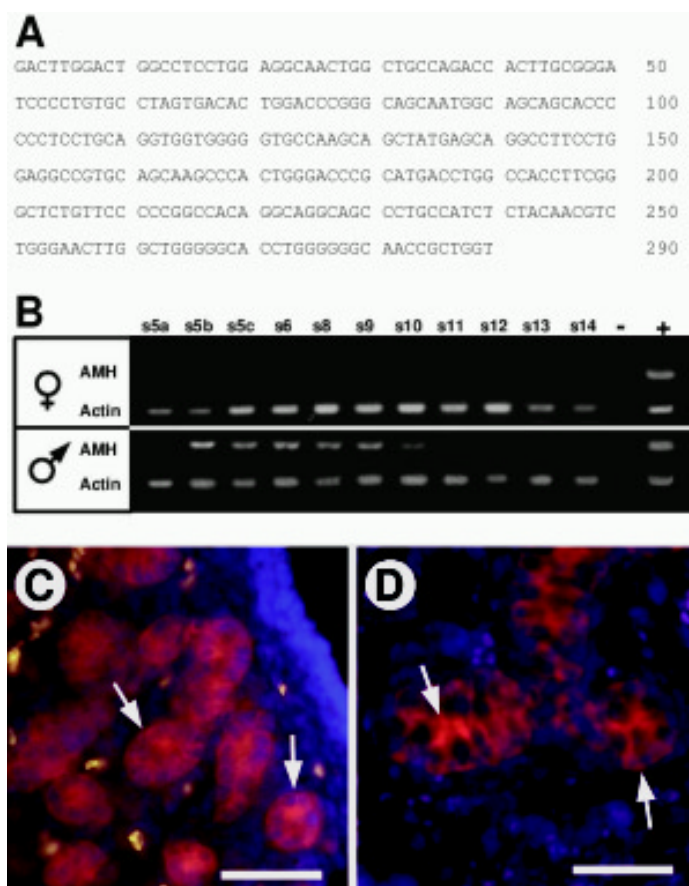 A
GACTTGGACT GGCCTCCTGG AGGCAACTGG CTGCCAGACC ACTTGCGGGA 50
TCCCCTGTGC CTAGTGACAC TGGACCCGGG CAGCAATGGC AGCAGCACCC 100
CCCTCCTGCA GGTGGTGGGG GTGCCAAGCA GCTATGAGCA GGCCTTCCTG 150
GAGGCCGTGC AGCAAGCCCA CTGGGACCCG CATGACCTGG CCACCTTCGG 200
GCTCTGTTCC CCCGGCCACA GGCAGGCAGC CCTGCCATCT CTACAACGTC 250
TGGGAACTTG GCTGGGGGCA CCTGGGGGGC AACCGCTGGT 290
B
s5a s5b s5c s6 s8 s9 s10 s11 s12 s13 s14 - +
♀ AMH
Actin
♂ AMH
Actin
C
D